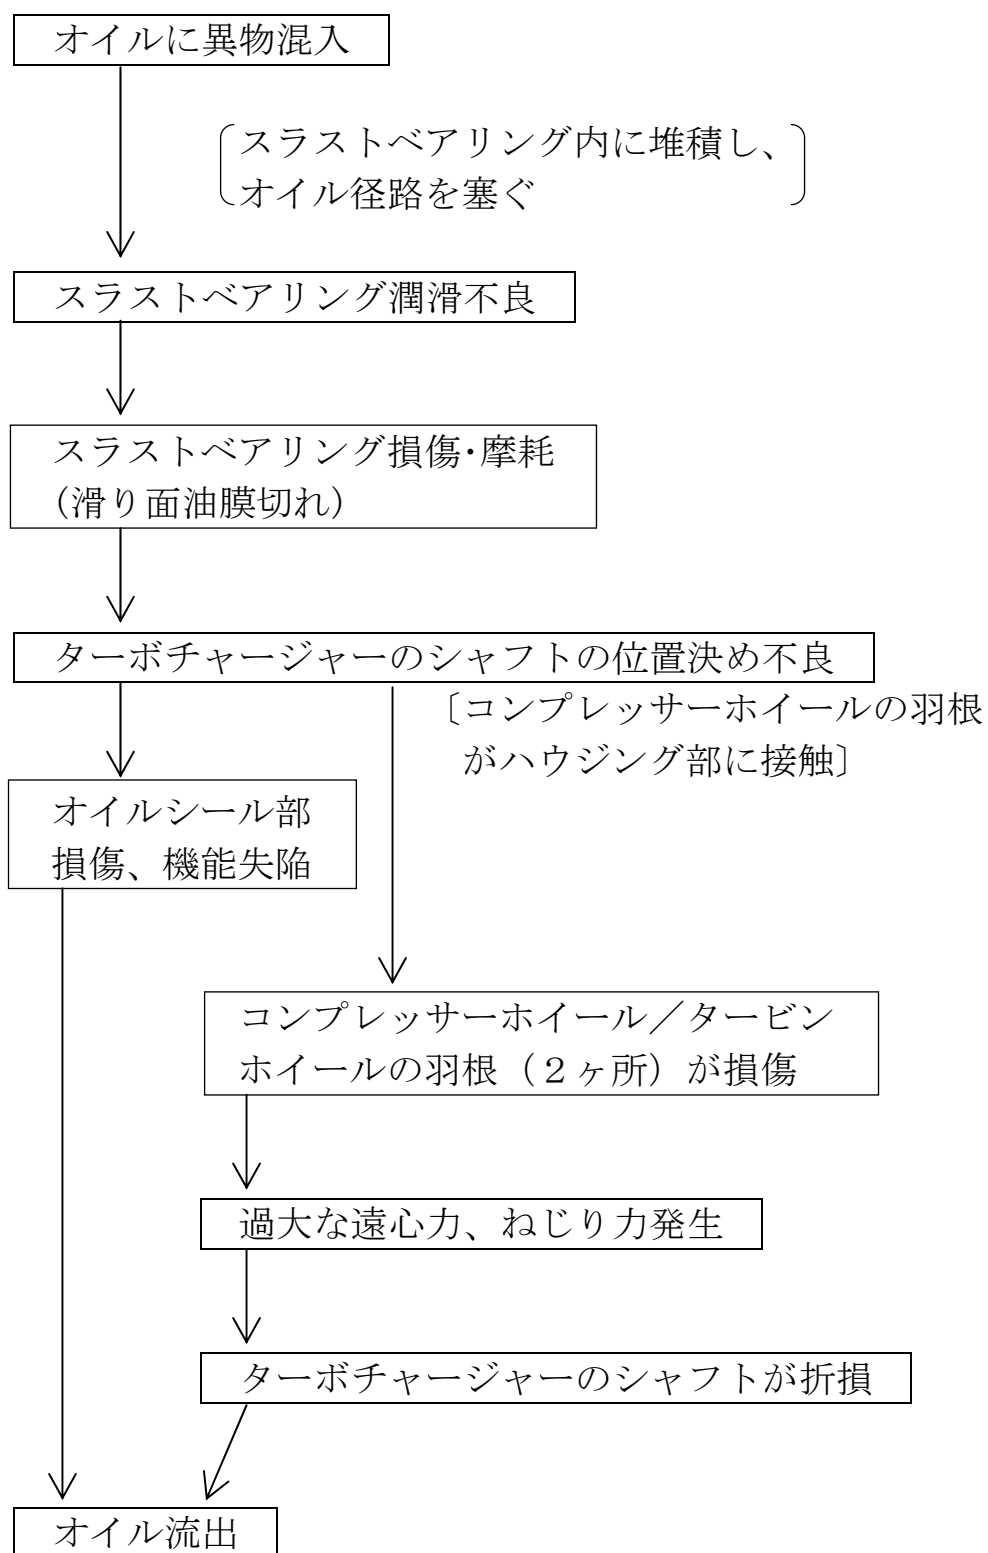 オイルに異物混入
スラストベアリング内に堆積し、
オイル径路を塞ぐ
スラストベアリング潤滑不良
スラストベアリング損傷･摩耗
(滑り面油膜切れ)
ターボチャージャーのシャフトの位置決め不良
〔コンプレッサーホイールの羽根
がハウジング部に接触〕
オイルシール部
損傷、機能失陥
コンプレッサーホイール／タービン
ホイールの羽根（２ヶ所）が損傷
過大な遠心力、ねじり力発生
ターボチャージャーのシャフトが折損
オイル流出